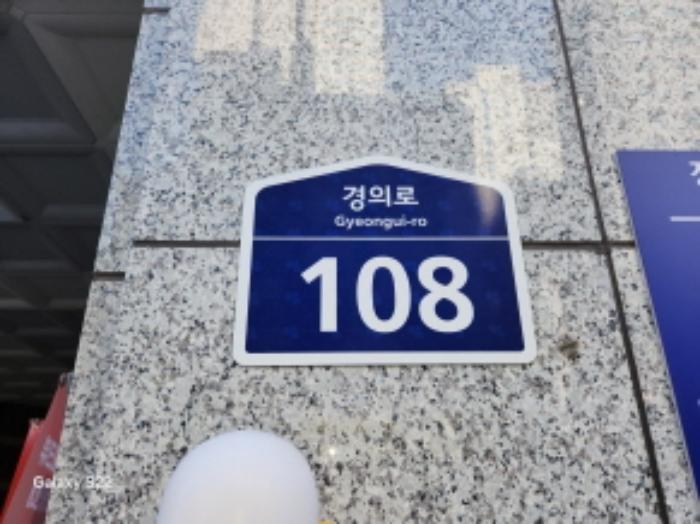 경의로
Gyeongui-ro
108
Galaxy S22